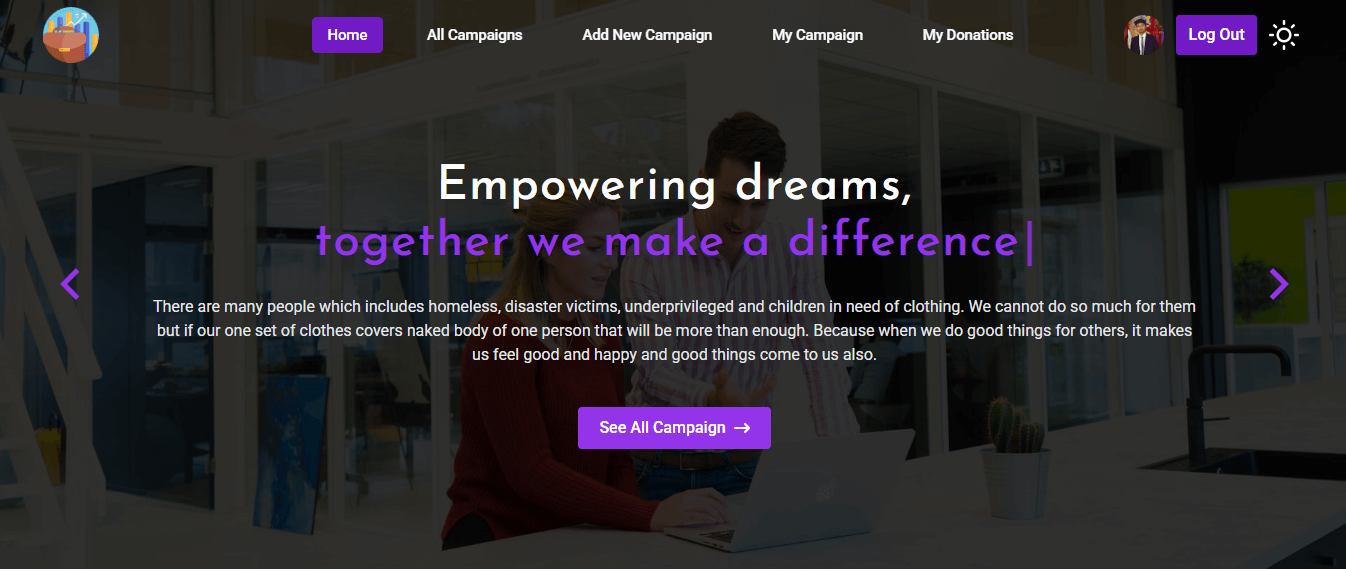 Home All Campaigns Add New Campaign My Campaign My Donations Log Out
Empowering dreams,
together we make a difference|
There are many people which includes homeless, disaster victims, underprivileged and children in need of clothing. We cannot do so much for them
but if our one set of clothes covers naked body of one person that will be more than enough. Because when we do good things for others, it makes
us feel good and happy and good things come to us also.
See All Campaign →